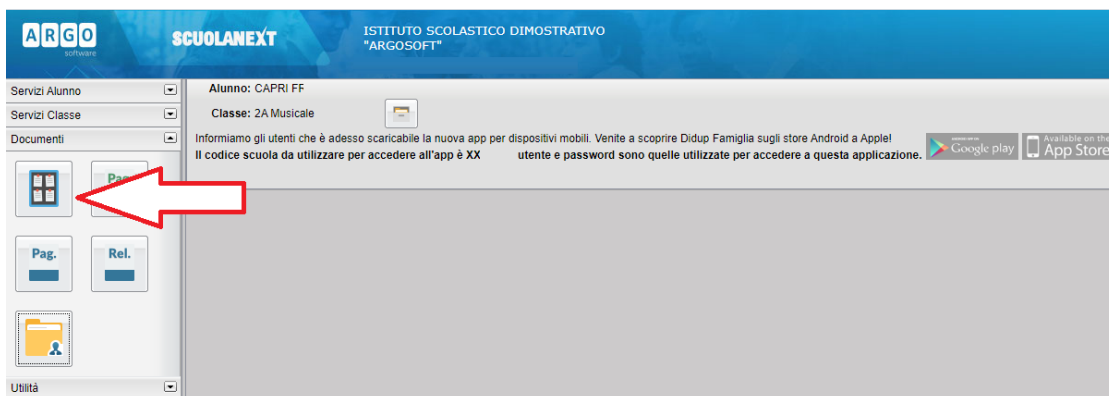 ARGO
software
SCUOLANEXT
ISTITUTO SCOLASTICO DIMOSTRATIVO
"ARGOSOFT"
Servizi Alunno
Servizi Classe
Documenti
Pag.
Rel.
Utilità
Alunno: CAPRI FF
Classe: 2A Musicale
Informiamo gli utenti che è adesso scaricabile la nuova app per dispositivi mobili. Venite a scoprire Didup Famiglia sugli store Android a Apple!
Il codice scuola da utilizzare per accedere all'app è XX utente e password sono quelle utilizzate per accedere a questa applicazione.
Google play
Available on the
App Store